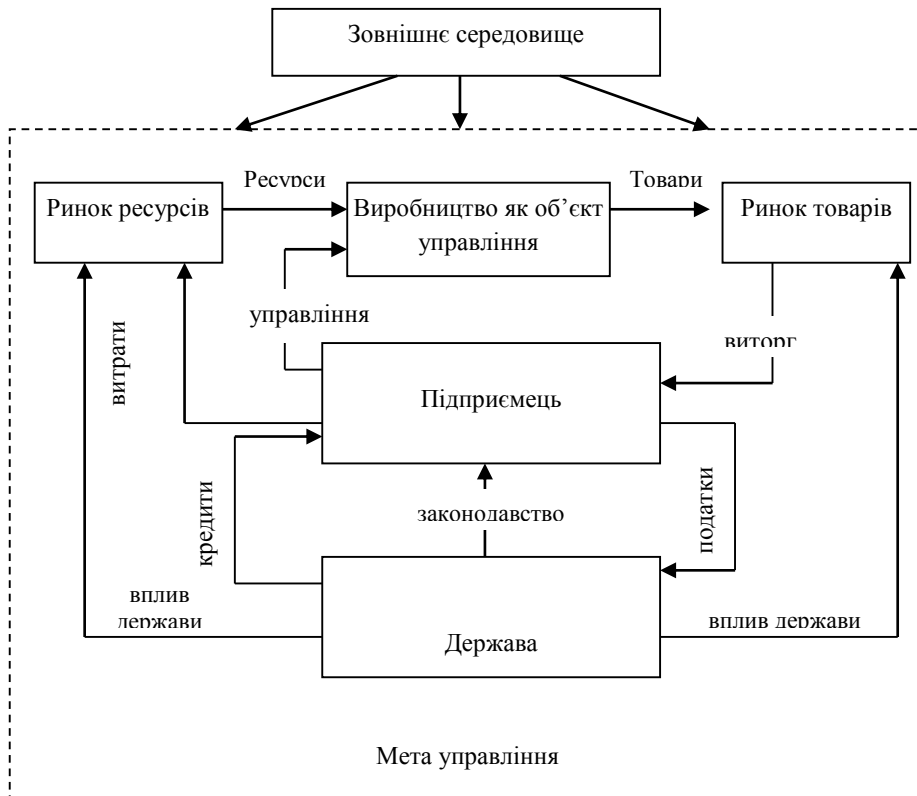 Зовнішнє середовище
Ресурси
Товари
Ринок ресурсів
Виробництво як об’єкт
управління
Ринок товарів
управління
витрати
виторг
Підприємець
кредити
законодавство
податки
вплив
держави
вплив держави
Держава
Мета управління